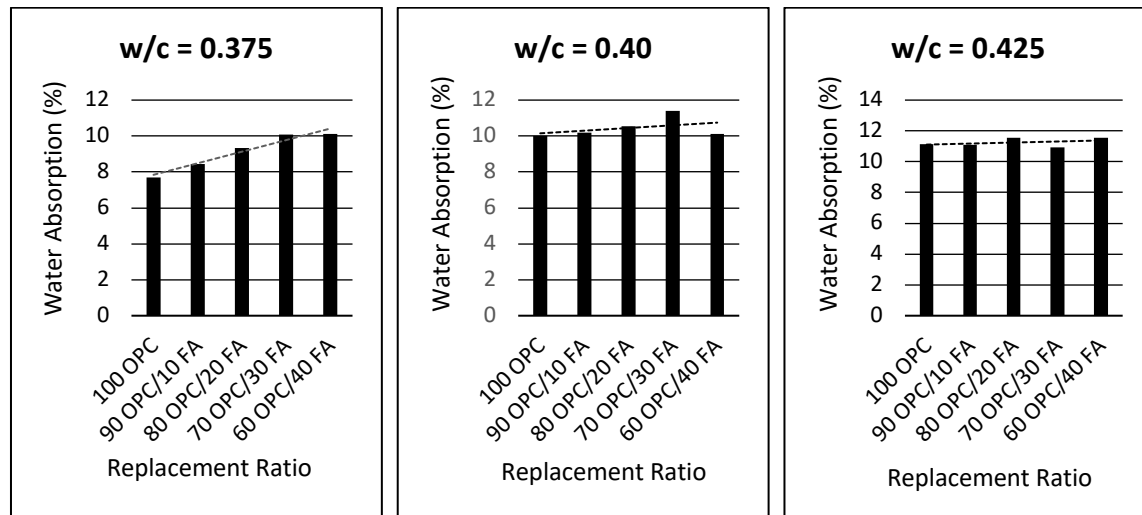 w/c = 0.375
Water Absorption (%)
12
10
8
6
4
2
0
100 OPC
90 OPC/10 FA
80 OPC/20 FA
70 OPC/30 FA
60 OPC/40 FA
Replacement Ratio
w/c = 0.40
Water Absorption (%)
12
10
8
6
4
2
0
100 OPC
90 OPC/10 FA
80 OPC/20 FA
70 OPC/30 FA
60 OPC/40 FA
Replacement Ratio
w/c = 0.425
Water Absorption (%)
14
12
10
8
6
4
2
0
100 OPC
90 OPC/10 FA
80 OPC/20 FA
70 OPC/30 FA
60 OPC/40 FA
Replacement Ratio